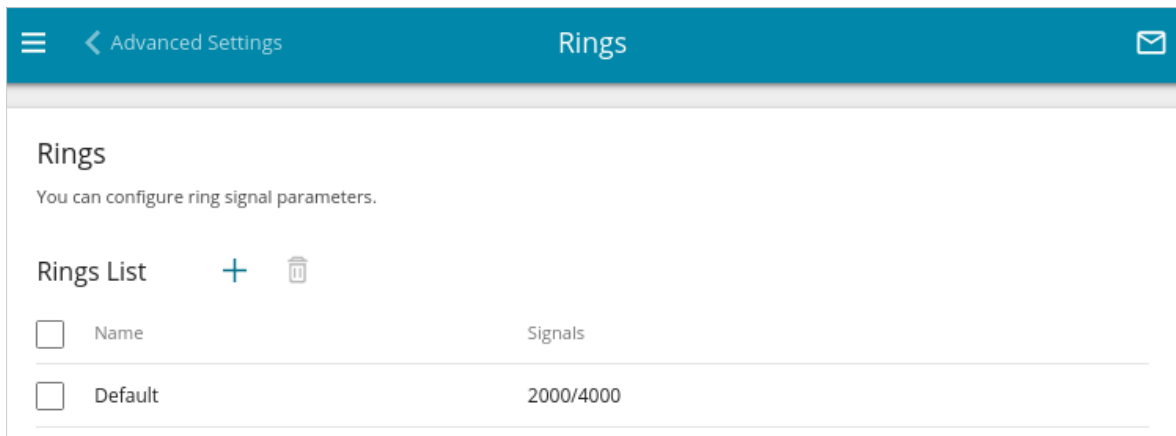 Advanced Settings Rings
Rings
You can configure ring signal parameters.
Rings List
Name Signals
Default 2000/4000